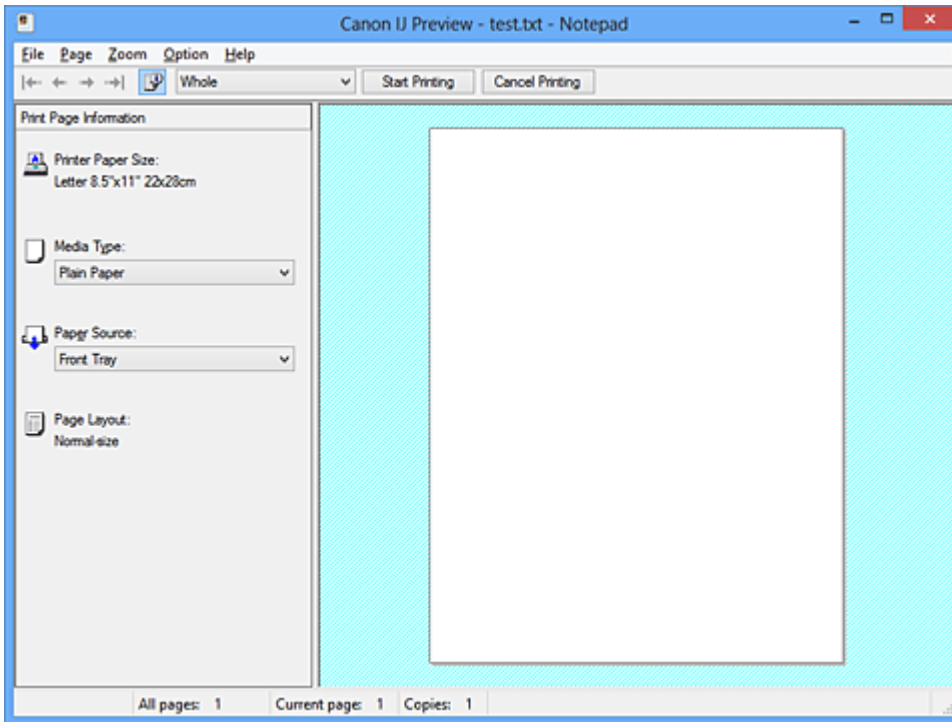 Canon IJ Preview - test.txt - Notepad
File Page Zoom Option Help
Whole Start Printing Cancel Printing
Print Page Information
Printer Paper Size:
Letter 8.5"x11" 22x28cm
Media Type:
Plain Paper
Paper Source:
Front Tray
Page Layout:
Normal-size
All pages: 1 Current page: 1 Copies: 1